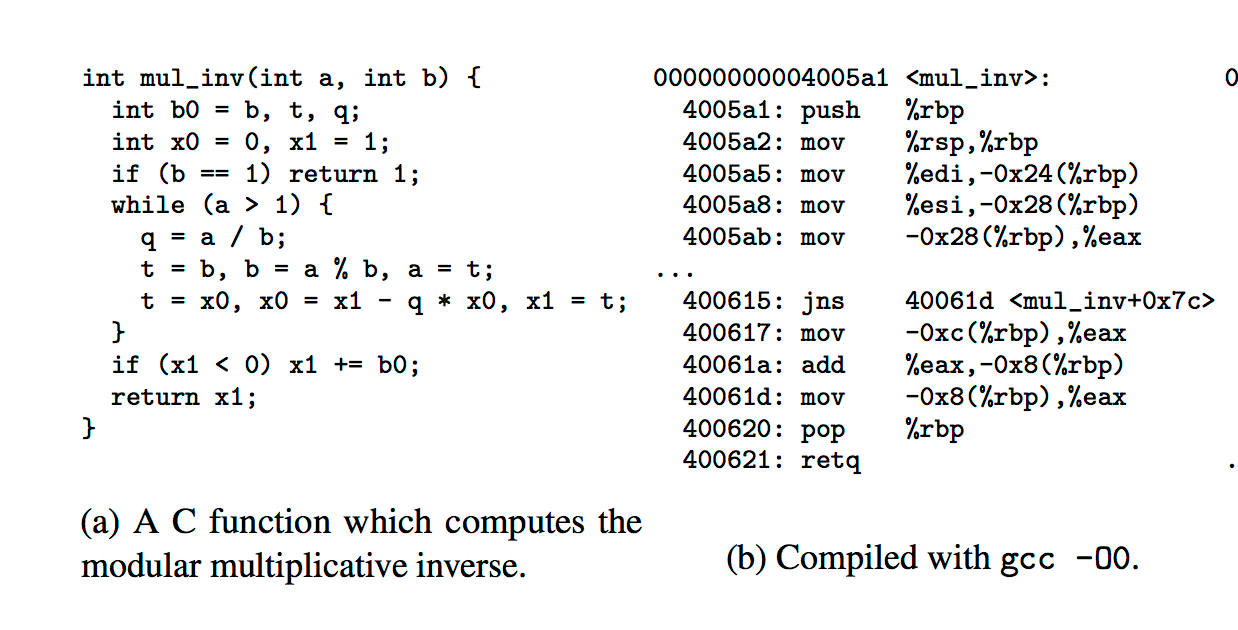 int mul_inv(int a, int b) {
  int b0 = b, t, q;
  int x0 = 0, x1 = 1;
  if (b == 1) return 1;
  while (a > 1) {
    q = a / b;
    t = b, b = a % b, a = t;
    t = x0, x0 = x1 - q * x0, x1 = t;
  }
  if (x1 < 0) x1 += b0;
  return x1;
}
(a) A C function which computes the
modular multiplicative inverse.
00000000004005a1 <mul_inv>:
  4005a1: push   %rbp
  4005a2: mov    %rsp,%rbp
  4005a5: mov    %edi,-0x24(%rbp)
  4005a8: mov    %esi,-0x28(%rbp)
  4005ab: mov    -0x28(%rbp),%eax
...
  400615: jns    40061d <mul_inv+0x7c>
  400617: mov    -0xc(%rbp),%eax
  40061a: add    %eax,-0x8(%rbp)
  40061d: mov    -0x8(%rbp),%eax
  400620: pop    %rbp
  400621: retq
(b) Compiled with gcc -O0.
0
.